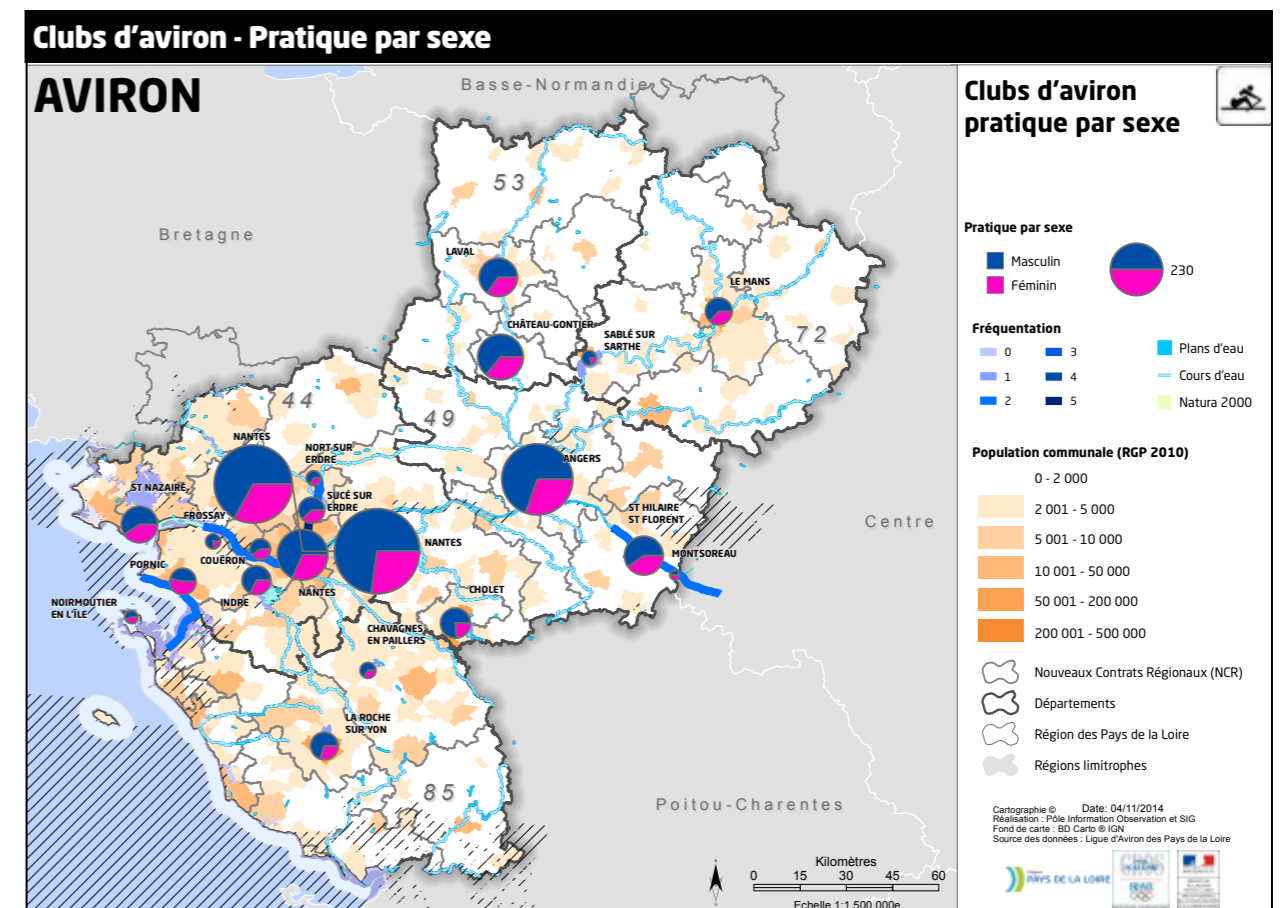 Clubs d'aviron - Pratique par sexe
AVIRON
Basse-Normandie
Bretagne
53
LAVAL
LE MANS
CHÂTEAU-GONTIER
SABLÉ SUR
SARTHE
72
44
49
NANTES
NORT-SUR
ERDRE
ANGERS
ST NAZAIRE
SUCÉ SUR
ERDRE
ST HILAIRE
ST FLORENT
FROSSAY
Centre
NANTES
MONTSOREAU
COUËRON
PORNIC
CHOLET
NOIRMOUTIER
EN L'ÎLE
INDRE
NANTES
CHAVAGNES
EN PAILLERS
LA ROCHE
SUR YON
85
Poitou-Charentes
Kilomètres
0 15 30 45 60
Echelle 1:1 500 000e
Clubs d'aviron
pratique par sexe
Pratique par sexe
Masculin
Féminin
230
Fréquentation
0 3 Plans d'eau
1 4 Cours d'eau
2 5 Natura 2000
Population communale (RGP 2010)
0 - 2 000
2 001 - 5 000
5 001 - 10 000
10 001 - 50 000
50 001 - 200 000
200 001 - 500 000
Nouveaux Contrats Régionaux (NCR)
Départements
Région des Pays de la Loire
Régions limitrophes
Cartographie © Date: 04/11/2014
Réalisation : Pôle Information Observation et SIG
Fond de carte : BD Carto ® IGN
Source des données : Ligue d'Aviron des Pays de la Loire
PAYS DE LA LOIRE